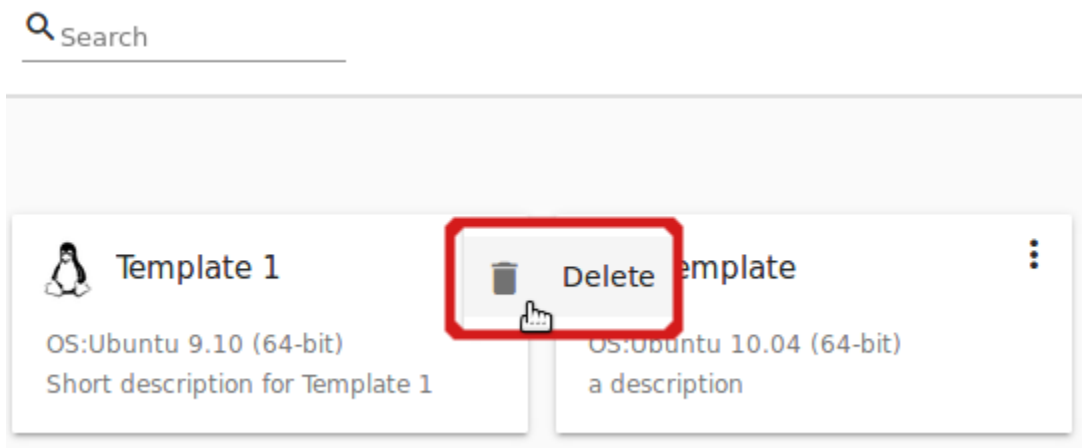 Search
Template 1
Delete
emplate
OS:Ubuntu 9.10 (64-bit)
OS:Ubuntu 10.04 (64-bit)
Short description for Template 1
a description